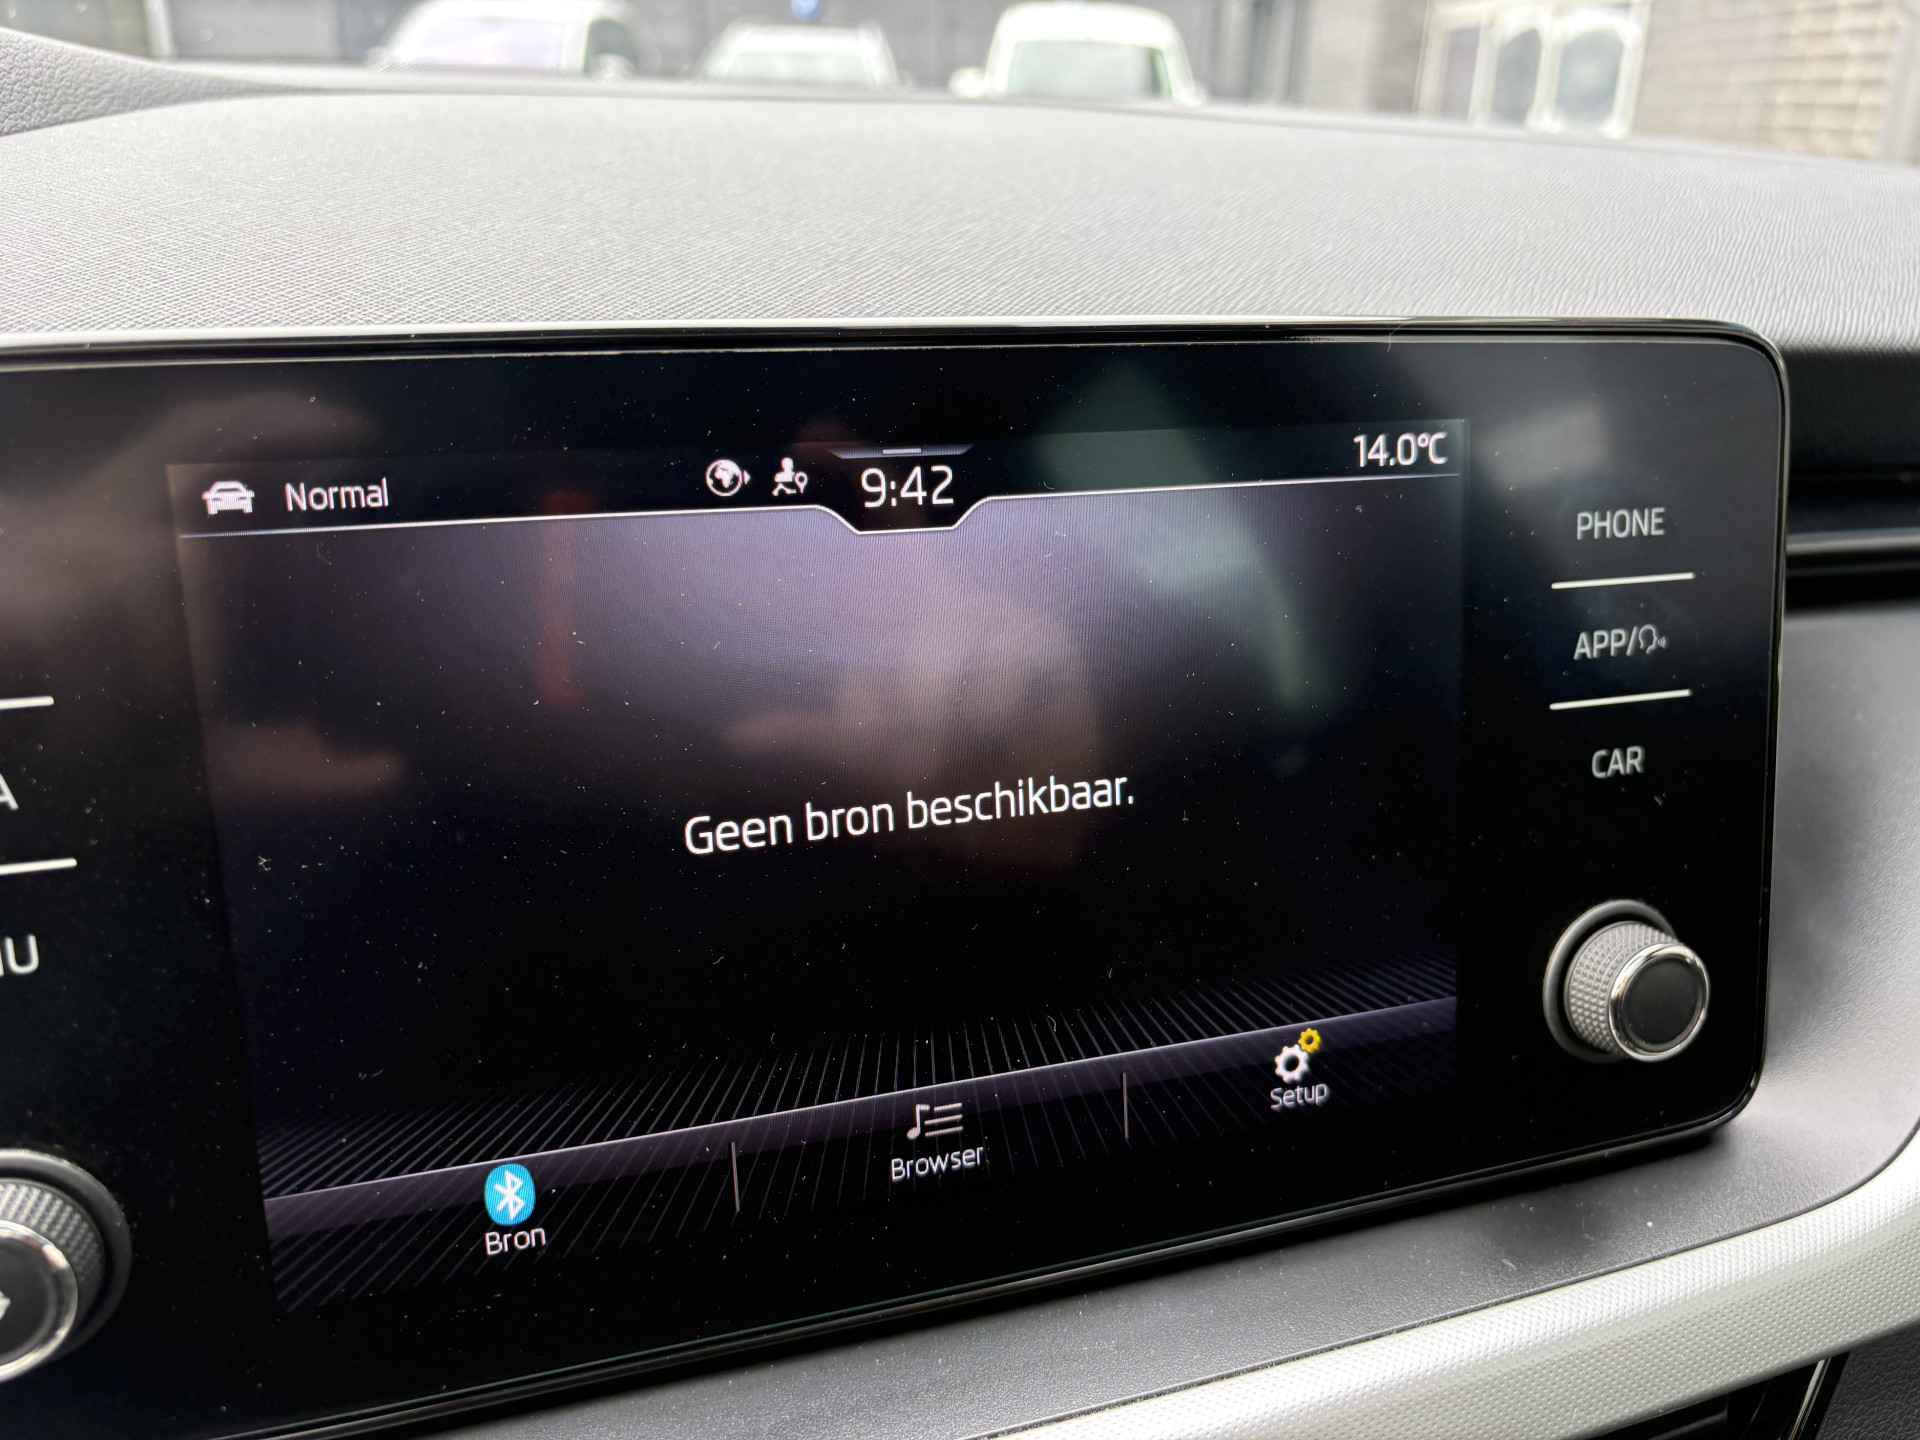 Normal
9:42
14.0°C
PHONE
APP/
CAR
Geen bron beschikbaar.
Bron
Browser
Setup